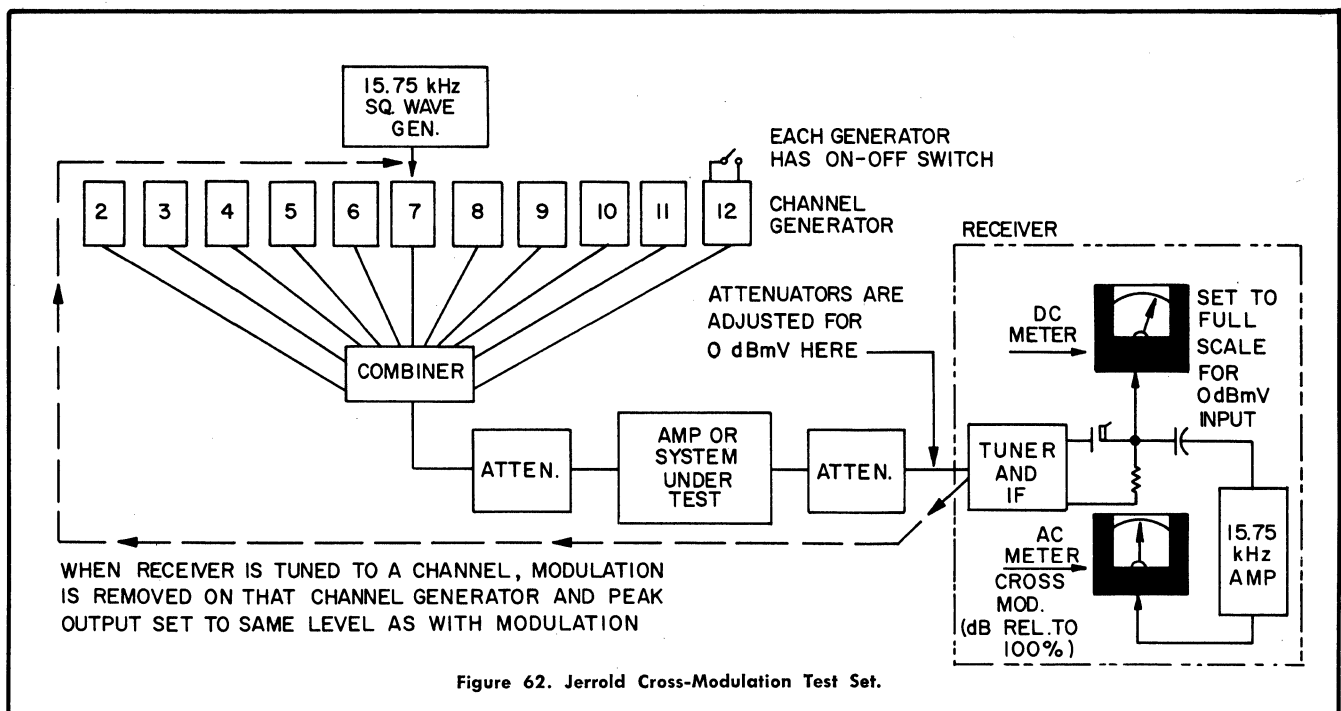 15.75 kHz
SQ. WAVE
GEN.
EACH GENERATOR
HAS ON-OFF SWITCH
2 3 4 5 6 7 8 9 10 11 12
CHANNEL
GENERATOR
COMBINER
ATTEN.
AMP OR
SYSTEM
UNDER
TEST
ATTEN.
ATTENUATORS ARE
ADJUSTED FOR
0 dBmV HERE
RECEIVER
DC
METER
SET TO
FULL
SCALE
FOR
0dBmV
INPUT
TUNER
AND
IF
AC
METER
CROSS
MOD.
(dB REL. TO
100%)
15.75
kHz
AMP
WHEN RECEIVER IS TUNED TO A CHANNEL, MODULATION
IS REMOVED ON THAT CHANNEL GENERATOR AND PEAK
OUTPUT SET TO SAME LEVEL AS WITH MODULATION
Figure 62. Jerrold Cross-Modulation Test Set.